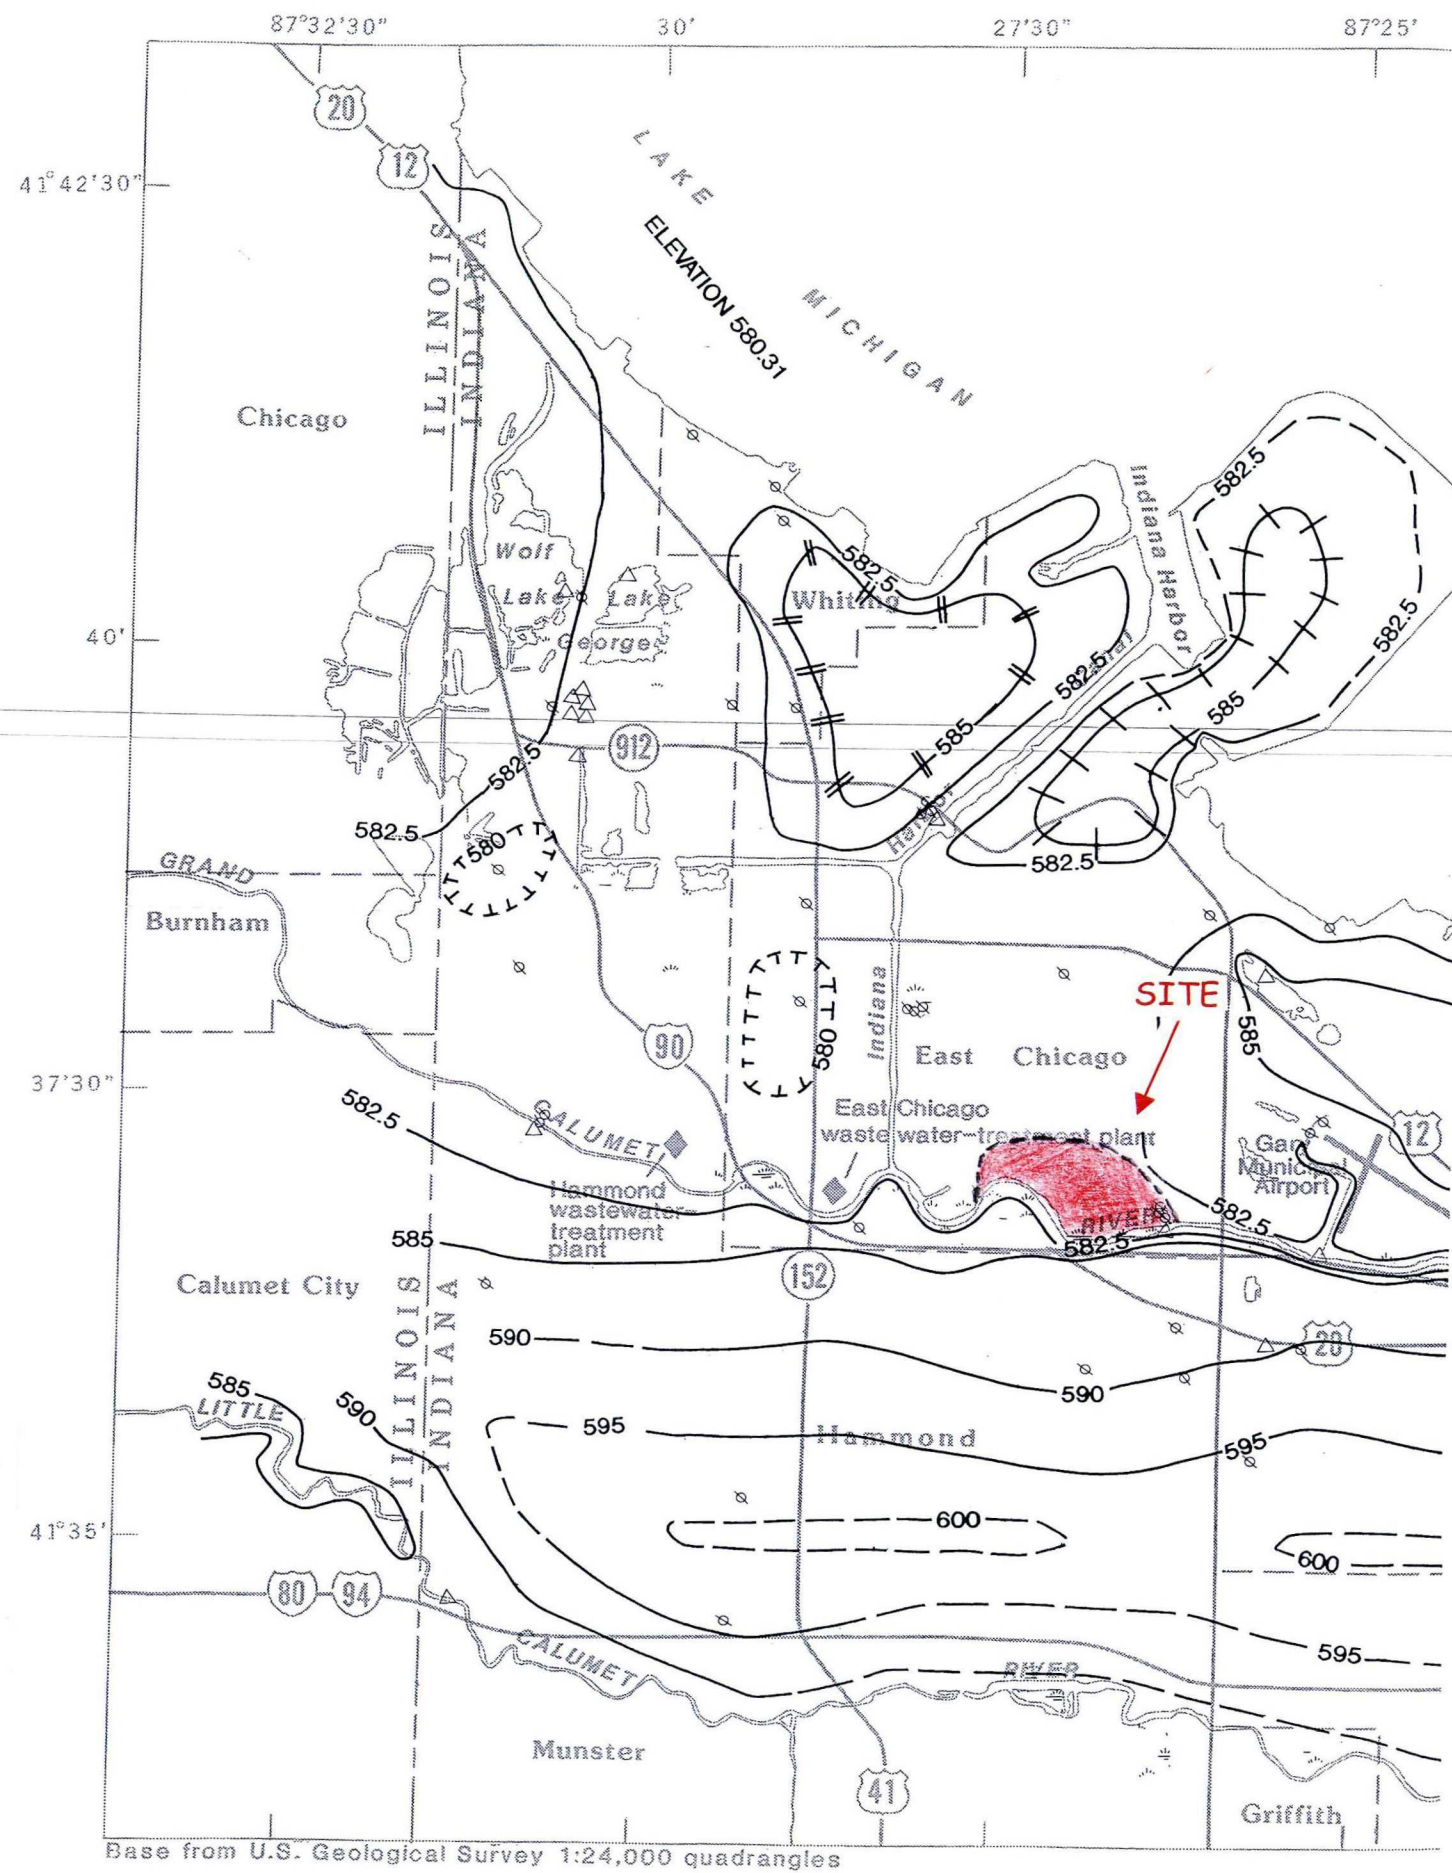 87°32'30"
30'
27'30"
87°25'
20
12
41°42'30"
LAKE
MICHIGAN
ELEVATION 580.31
ILLINOIS
INDIANA
Chicago
582.5
Indiana Harbor
Wolf
Lake
Lake
George
582.5
Whiting
582.5
40'
582.5
585
585
912
582.5
582.5
Harbor
580
582.5
GRAND
Burnham
Indiana
SITE
580
90
East Chicago
585
37'30"
582.5
CALUMET
East Chicago
waste water-treatment plant
12
Gary
Municipal
Airport
Hammond
wastewater-
treatment
plant
RIVER
582.5
582.5
585
152
Calumet City
ILLINOIS
INDIANA
590
20
590
585
LITTLE
590
595
Hammond
595
600
41°35'
600
80
94
CALUMET
RIVER
595
Munster
41
Griffith
Base from U.S. Geological Survey 1:24,000 quadrangles